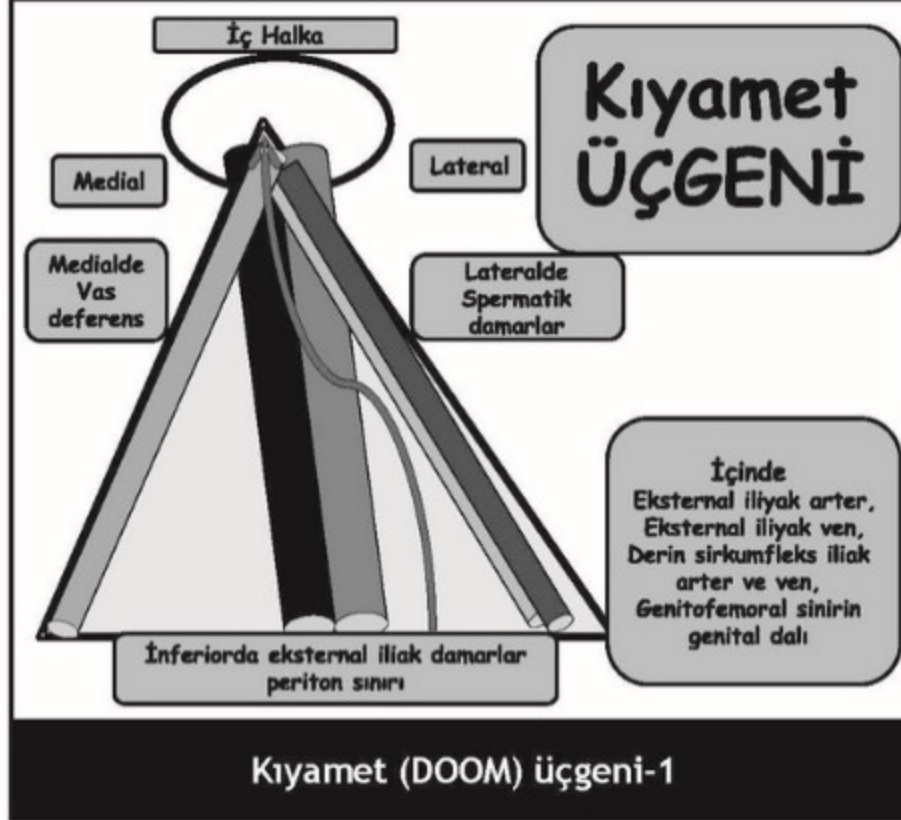 İç Halka
Kıyamet
ÜÇGENİ
Medial
Lateral
Medialde
Vas
deferens
Lateralde
Spermatik
damarlar
İçinde
Eksternal iliyak arter,
Eksternal iliyak ven,
Derin sirkumfleks iliak
arter ve ven,
Genitofemoral sinirin
genital dalı
İnferiorda eksternal iliak damarlar
periton sınırı
Kıyamet (DOOM) üçgeni-1